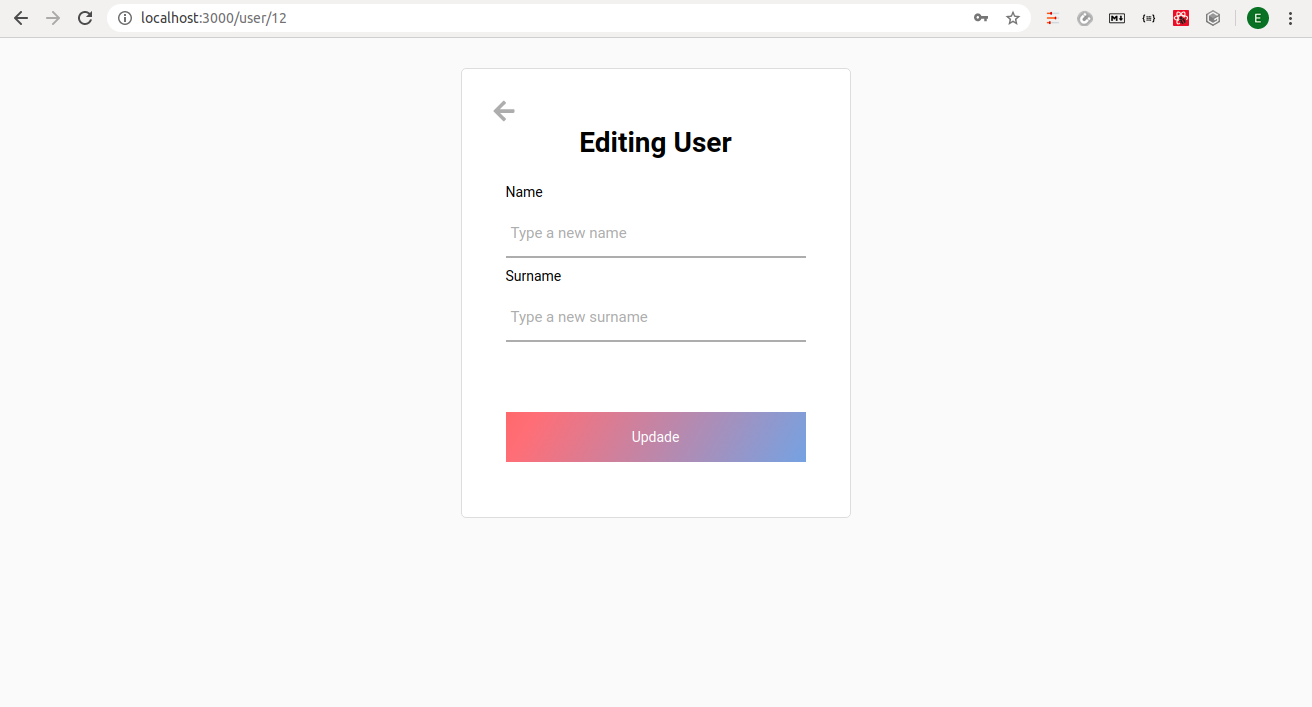 localhost:3000/user/12
E
Editing User
Name
Type a new name
Surname
Type a new surname
Updade